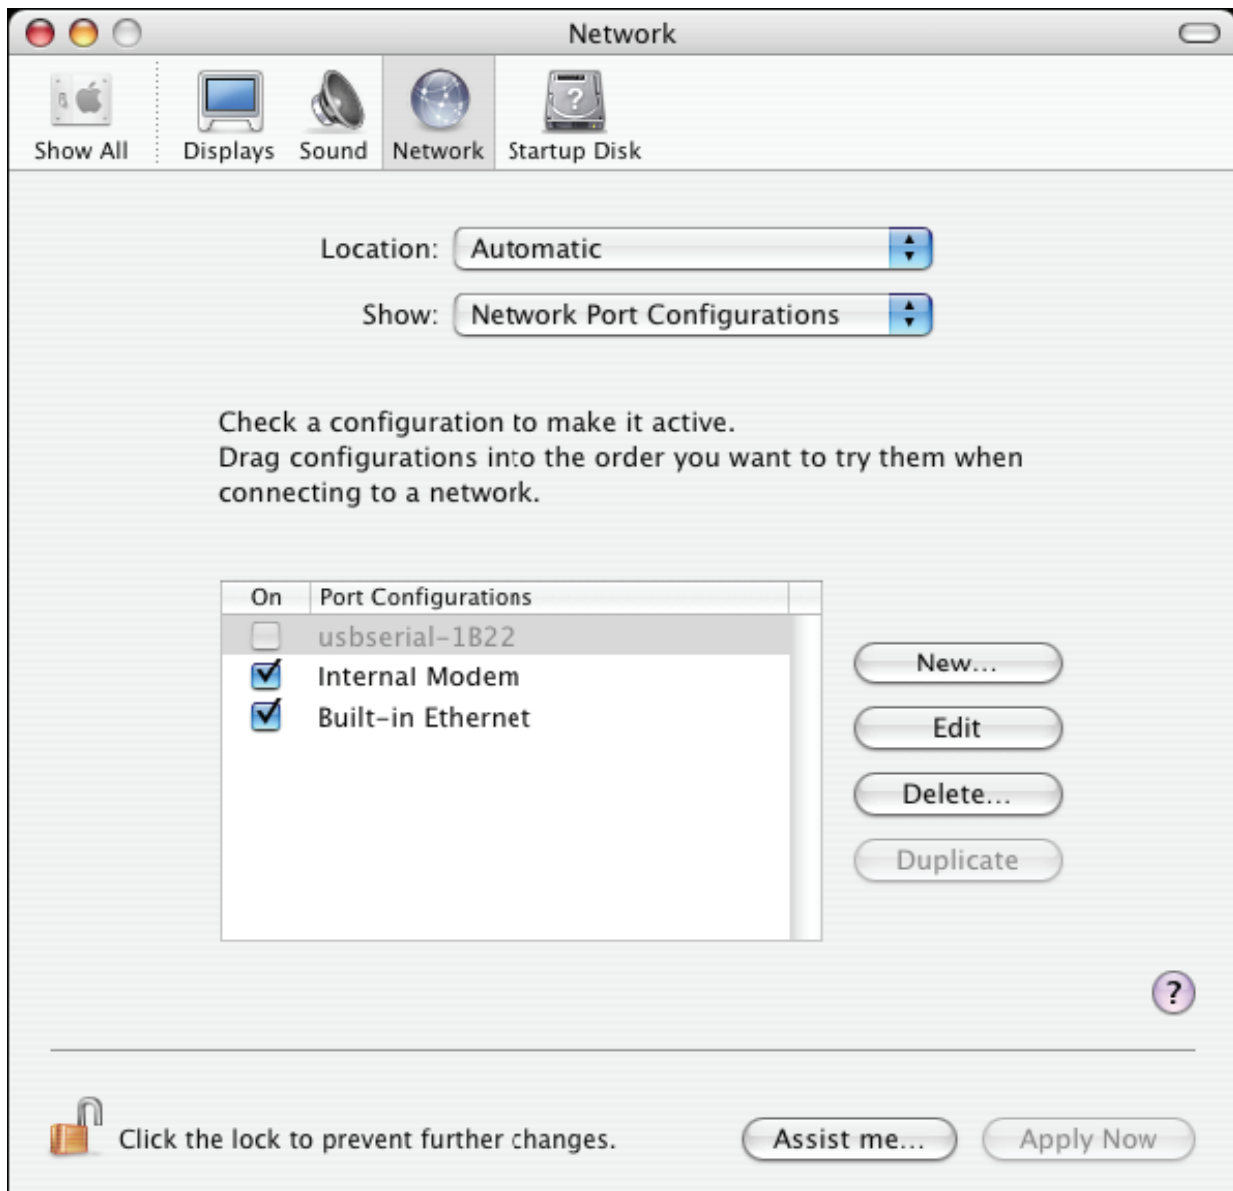 Network
Show All
Displays
Sound
Network
Startup Disk
Location: Automatic
Show: Network Port Configurations
Check a configuration to make it active.
Drag configurations into the order you want to try them when
connecting to a network.
On Port Configurations
usbserial-1B22
Internal Modem
Built-in Ethernet
New...
Edit
Delete...
Duplicate
?
Click the lock to prevent further changes.
Assist me...
Apply Now